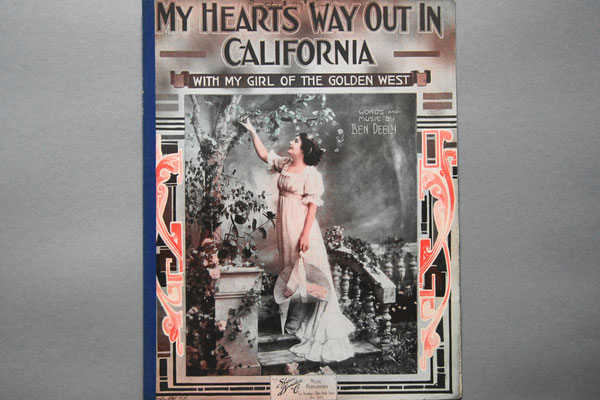 MY HEART'S WAY OUT IN
CALIFORNIA
WITH MY GIRL OF THE GOLDEN WEST
WORDS AND
MUSIC BY
BEN DEELY
MUSIC
PUBLISHERS